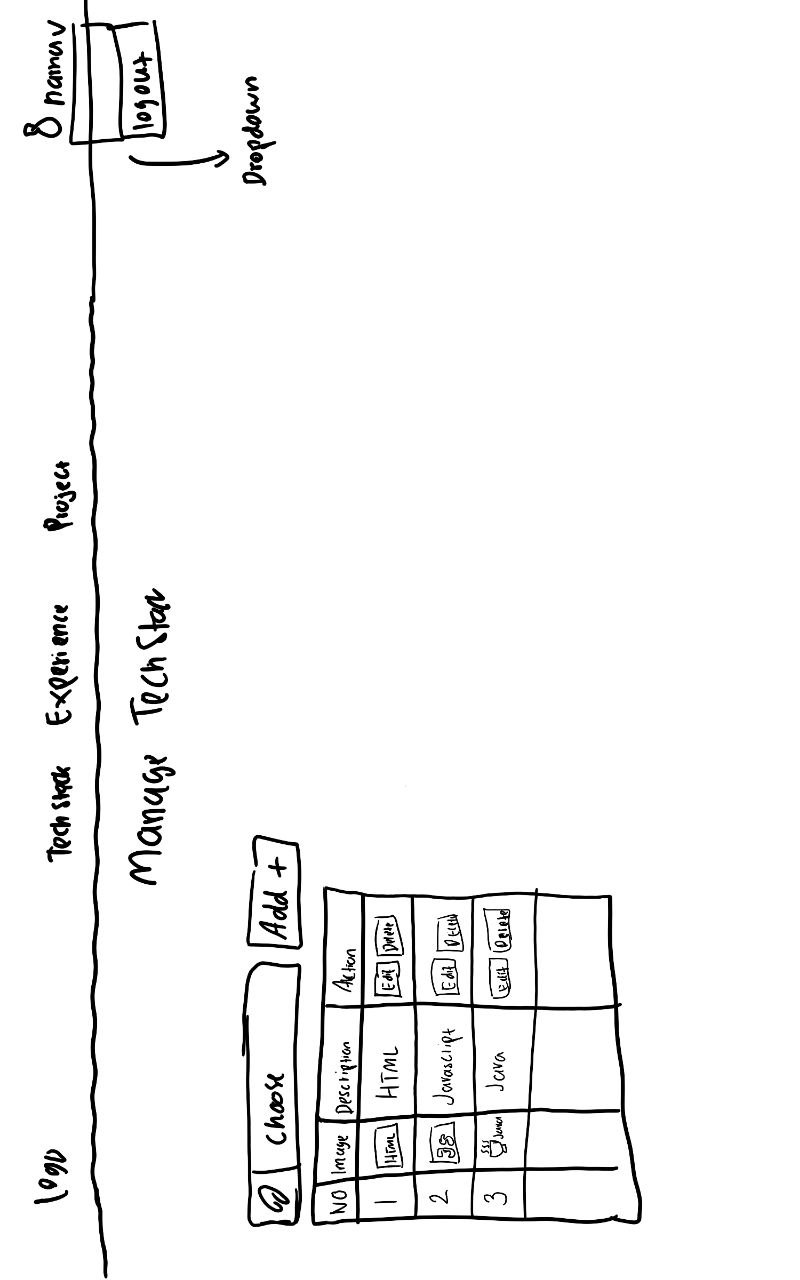 Logo Tech Stack Experience Project nama v
logout
Manage Tech Stack
Dropdown
Choose Add +
NO Image Description Action
1 HTML HTML Edit Delete
2 JS Javascript Edit Delete
3 Java Java Edit Delete